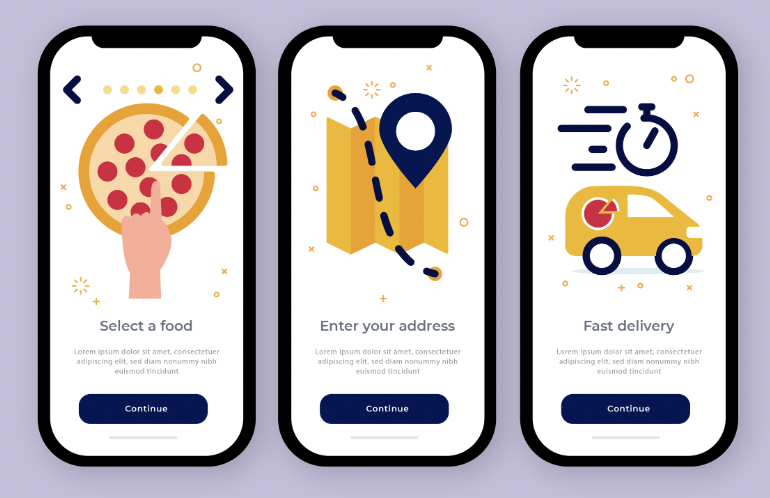 Select a food
Lorem ipsum dolor sit amet, consectetuer
adipiscing elit, sed diam nonummy nibh
euismod tincidunt
Continue
Enter your address
Lorem ipsum dolor sit amet, consectetuer
adipiscing elit, sed diam nonummy nibh
euismod tincidunt
Continue
Fast delivery
Lorem ipsum dolor sit amet, consectetuer
adipiscing elit, sed diam nonummy nibh
euismod tincidunt
Continue